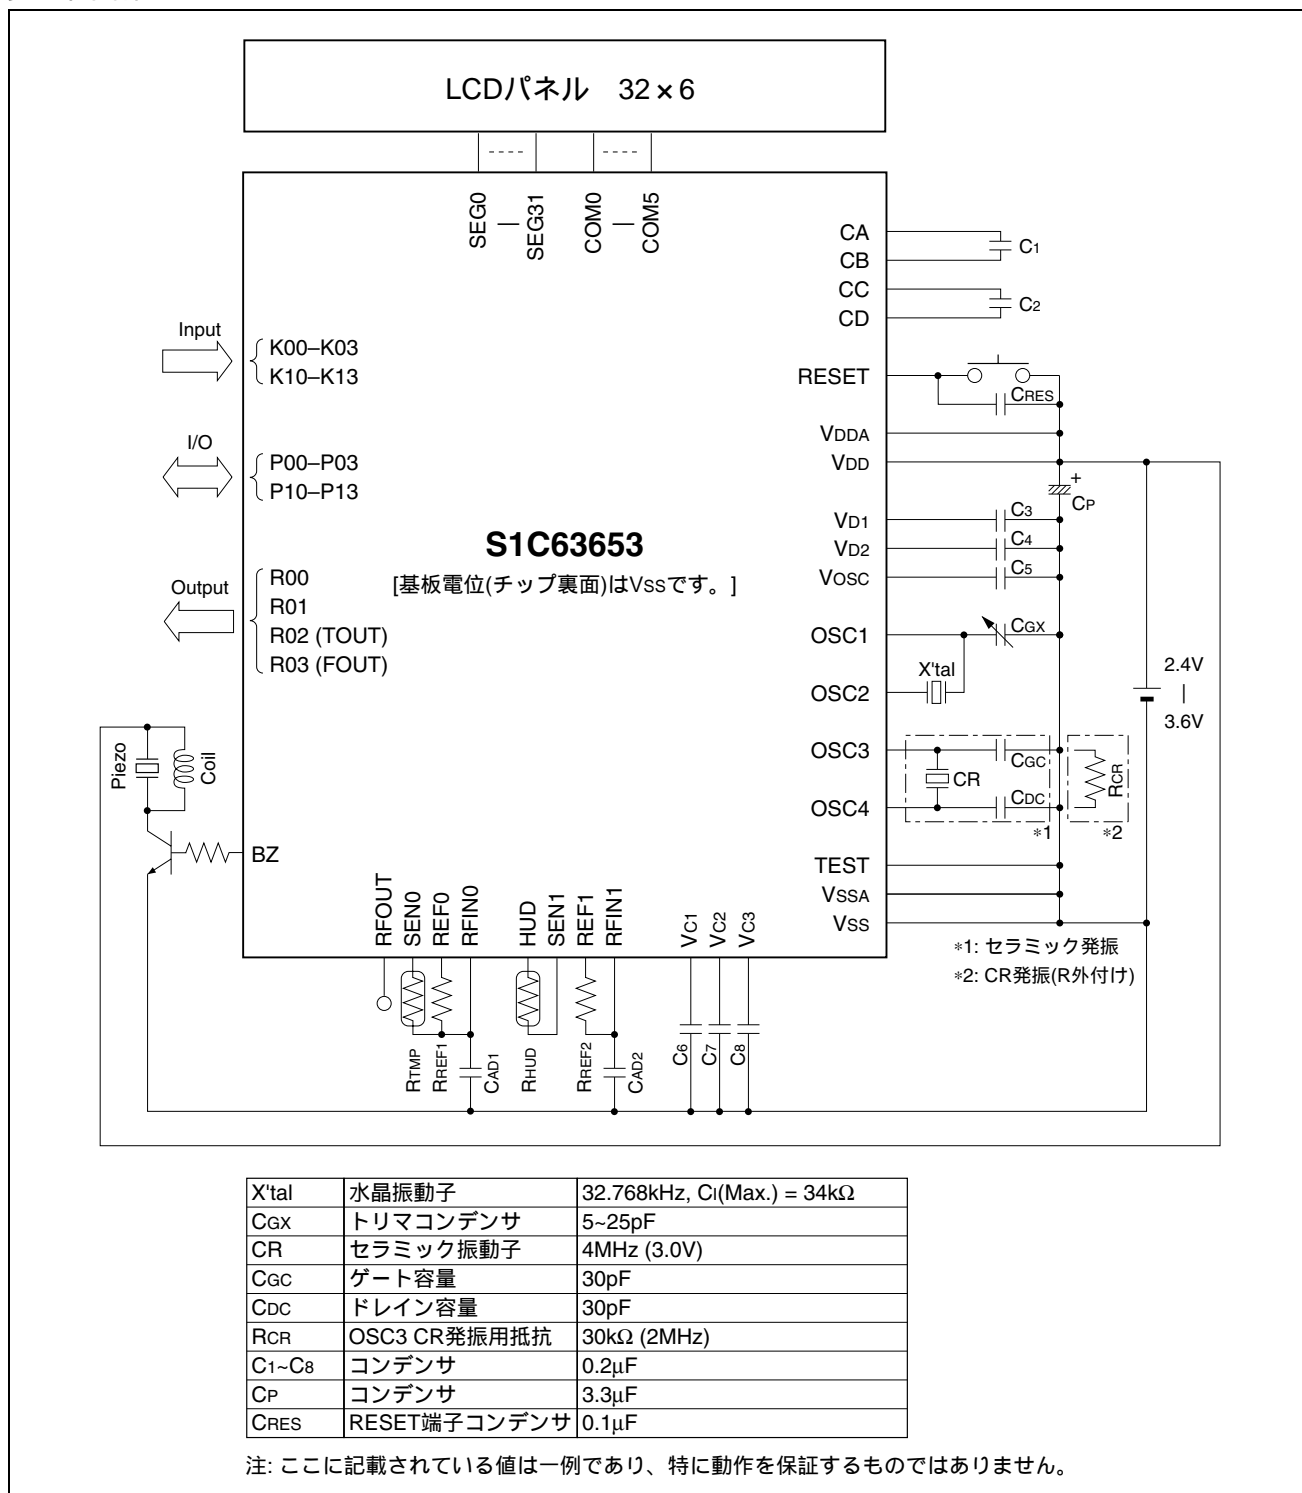 LCDパネル 32×6
SEG0
SEG31
COM0
COM5
CA
CB
C1
CC
CD
C2
Input
K00–K03
K10–K13
RESET
CRES
I/O
P00–P03
P10–P13
VDDA
VDD
+
CP
S1C63653
[基板電位(チップ裏面)はVSSです。]
VD1
C3
VD2
C4
VOSC
C5
Output
R00
R01
R02 (TOUT)
R03 (FOUT)
OSC1
CGX
X'tal
OSC2
2.4V
|
3.6V
Piezo
Coil
OSC3
CGC
CR
OSC4
CDC
*1
RCR
*2
BZ
TEST
VSSA
VSS
RFOUT
SEN0
REF0
RFIN0
HUD
SEN1
REF1
RFIN1
VC1
VC2
VC3
*1: セラミック発振
*2: CR発振(R外付け)
RTMP
RREF1
CAD1
RHUD
RREF2
CAD2
C6
C7
C8
X'tal 水晶振動子 32.768kHz, CI(Max.) = 34kΩ
CGX トリマコンデンサ 5~25pF
CR セラミック振動子 4MHz (3.0V)
CGC ゲート容量 30pF
CDC ドレイン容量 30pF
RCR OSC3 CR発振用抵抗 30kΩ (2MHz)
C1~C8 コンデンサ 0.2µF
CP コンデンサ 3.3µF
CRES RESET端子コンデンサ 0.1µF
注: ここに記載されている値は一例であり、特に動作を保証するものではありません。